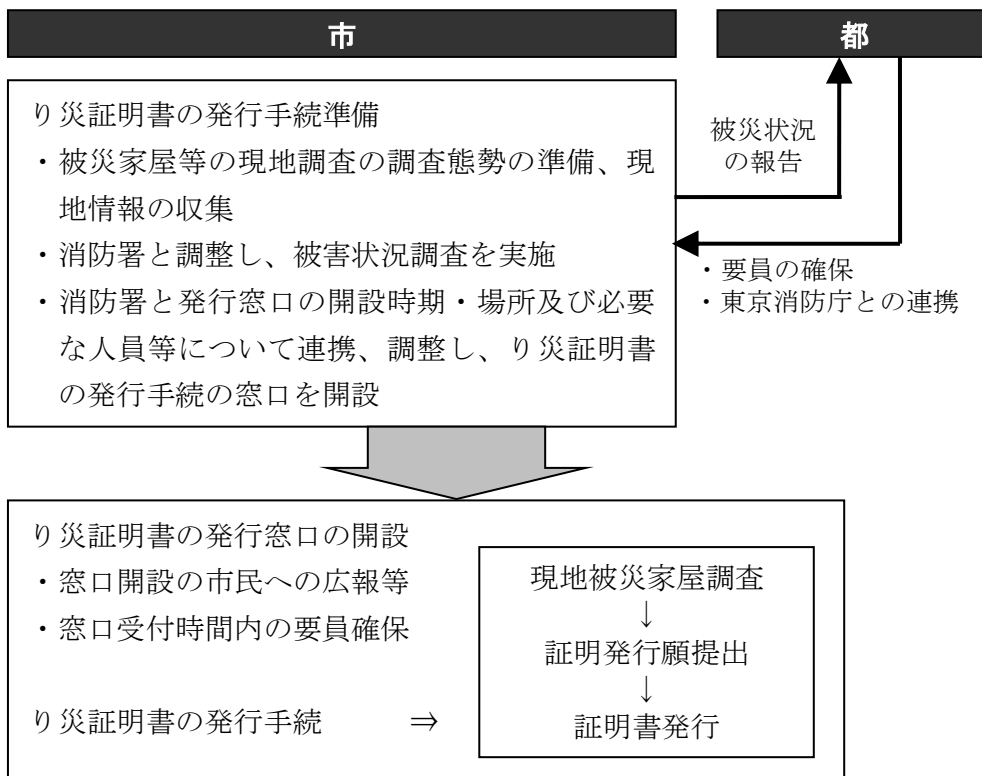 市
都
り災証明書の発行手続準備
・被災家屋等の現地調査の調査態勢の準備、現
地情報の収集
・消防署と調整し、被害状況調査を実施
・消防署と発行窓口の開設時期・場所及び必要
な人員等について連携、調整し、り災証明書
の発行手続の窓口を開設
被災状況
の報告
・要員の確保
・東京消防庁との連携
り災証明書の発行窓口の開設
・窓口開設の市民への広報等
・窓口受付時間内の要員確保
り災証明書の発行手続 ⇒
現地被災家屋調査
↓
証明発行願提出
↓
証明書発行